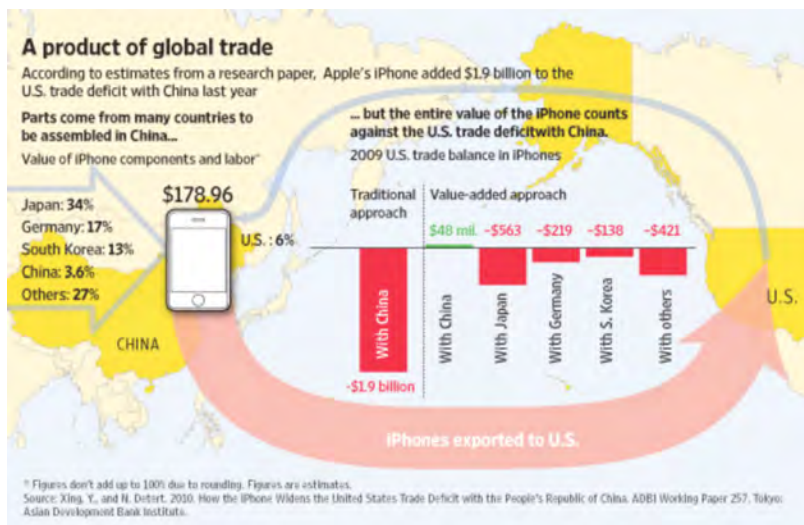 A product of global trade
According to estimates from a research paper, Apple's iPhone added $1.9 billion to the
U.S. trade deficit with China last year
Parts come from many countries to
be assembled in China...
Value of iPhone components and labor*
$178.96
Japan: 34%
Germany: 17%
South Korea: 13%
China: 3.6%
Others: 27%
U.S. : 6%
CHINA
... but the entire value of the iPhone counts
against the U.S. trade deficitwith China.
2009 U.S. trade balance in iPhones
Traditional
approach
Value-added approach
$48 mil.
-$563
-$219
-$138
-$421
With China
With China
With Japan
With Germany
With S. Korea
With others
-$1.9 billion
U.S.
iPhones exported to U.S.
* Figures don't add up to 100% due to rounding. Figures are estimates.
Source: Xing, Y., and N. Detert. 2010. How the iPhone Widens the United States Trade Deficit with the People's Republic of China. ADBI Working Paper 257. Tokyo:
Asian Development Bank Institute.